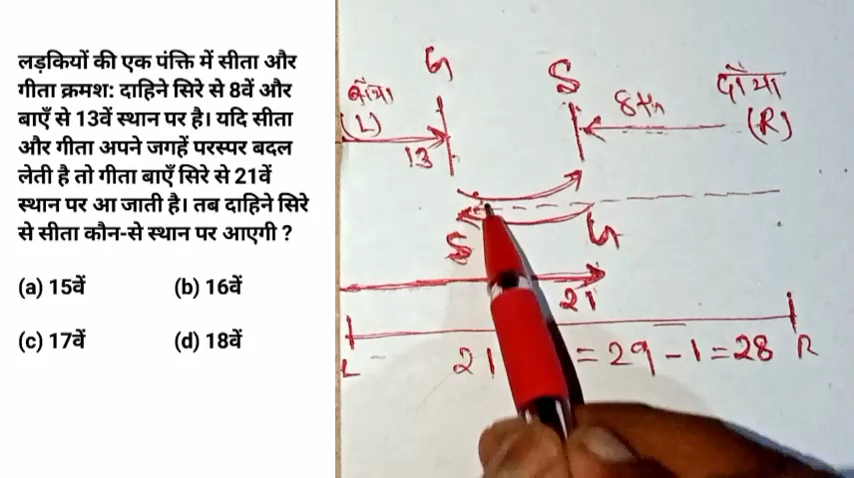 लड़कियों की एक पंक्ति में सीता और
गीता क्रमश: दाहिने सिरे से 8वें और
बाएँ से 13वें स्थान पर है। यदि सीता
और गीता अपने जगहें परस्पर बदल
लेती है तो गीता बाएँ सिरे से 21वें
स्थान पर आ जाती है। तब दाहिने सिरे
से सीता कौन-से स्थान पर आएगी ?
(a) 15वें (b) 16वें
(c) 17वें (d) 18वें
G S
बाँया 8th दाँया
(L) (R)
13
S G
21
L 21 = 29 - 1 = 28 R